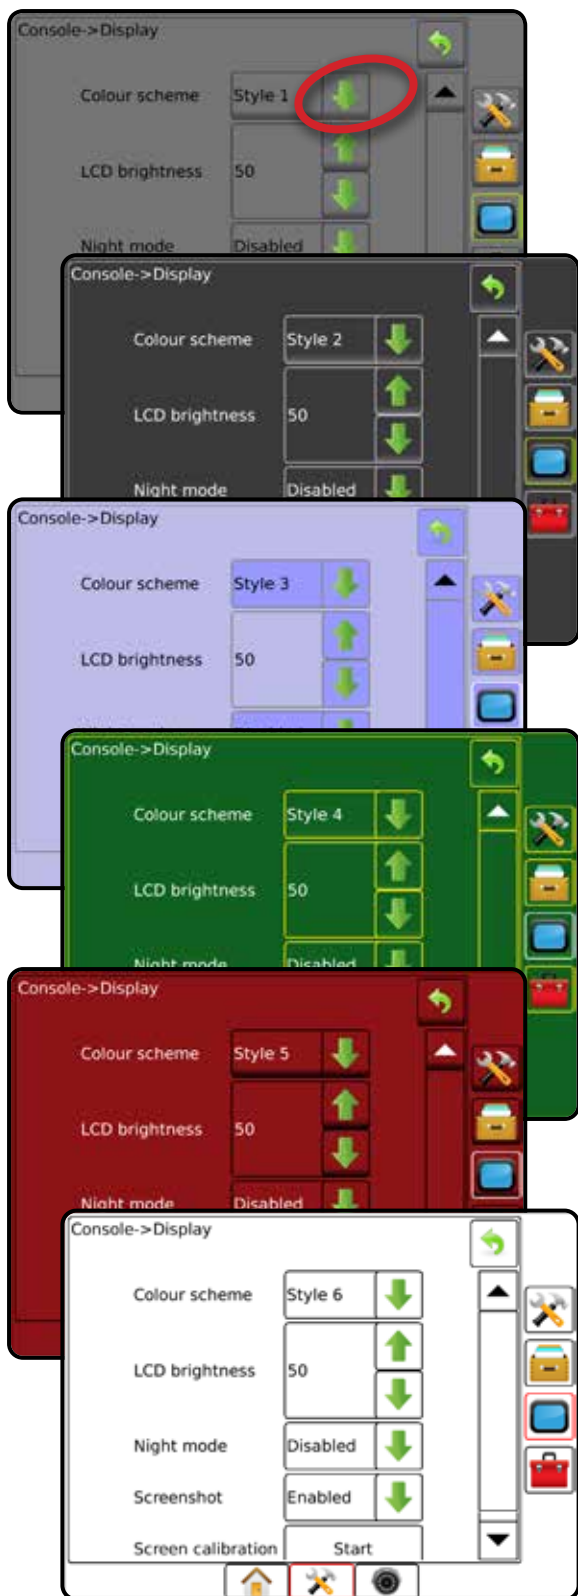 Console->Display
Colour scheme Style 1
LCD brightness 50
Night mode Disabled
Console->Display
Colour scheme Style 2
LCD brightness 50
Night mode Disabled
Console->Display
Colour scheme Style 3
LCD brightness 50
Console->Display
Colour scheme Style 4
LCD brightness 50
Night mode Disabled
Console->Display
Colour scheme Style 5
LCD brightness 50
Night mode Disabled
Console->Display
Colour scheme Style 6
LCD brightness 50
Night mode Disabled
Screenshot Enabled
Screen calibration Start